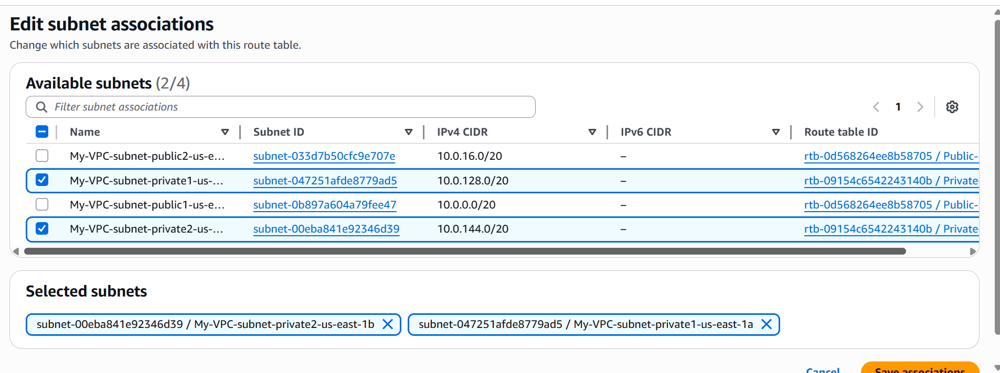 Edit subnet associations
Change which subnets are associated with this route table.
Available subnets (2/4)
Filter subnet associations
1
Name Subnet ID IPv4 CIDR IPv6 CIDR Route table ID
My-VPC-subnet-public2-us-e... subnet-033d7b50cfc9e707e 10.0.16.0/20 – rtb-0d568264ee8b58705 / Public-
My-VPC-subnet-private1-us-... subnet-047251afde8779ad5 10.0.128.0/20 – rtb-09154c6542243140b / Private
My-VPC-subnet-public1-us-e... subnet-0b897a604a79fee47 10.0.0.0/20 – rtb-0d568264ee8b58705 / Public-
My-VPC-subnet-private2-us-... subnet-00eba841e92346d39 10.0.144.0/20 – rtb-09154c6542243140b / Private
Selected subnets
subnet-00eba841e92346d39 / My-VPC-subnet-private2-us-east-1b subnet-047251afde8779ad5 / My-VPC-subnet-private1-us-east-1a
Cancel Save associations